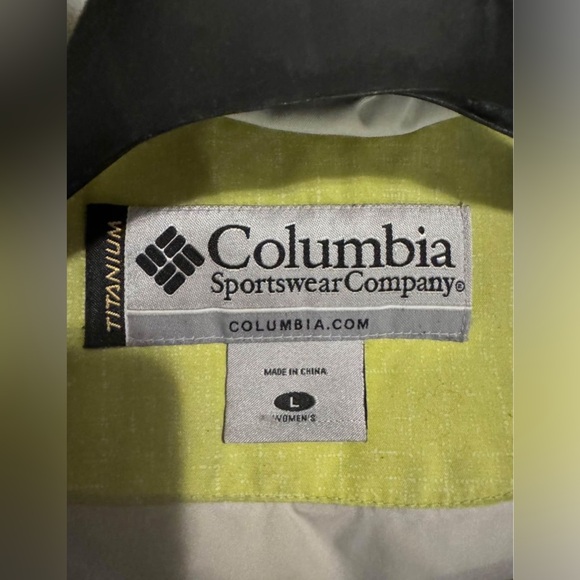 TITANIUM
Columbia
Sportswear Company®
COLUMBIA.COM
MADE IN CHINA
L
WOMEN'S